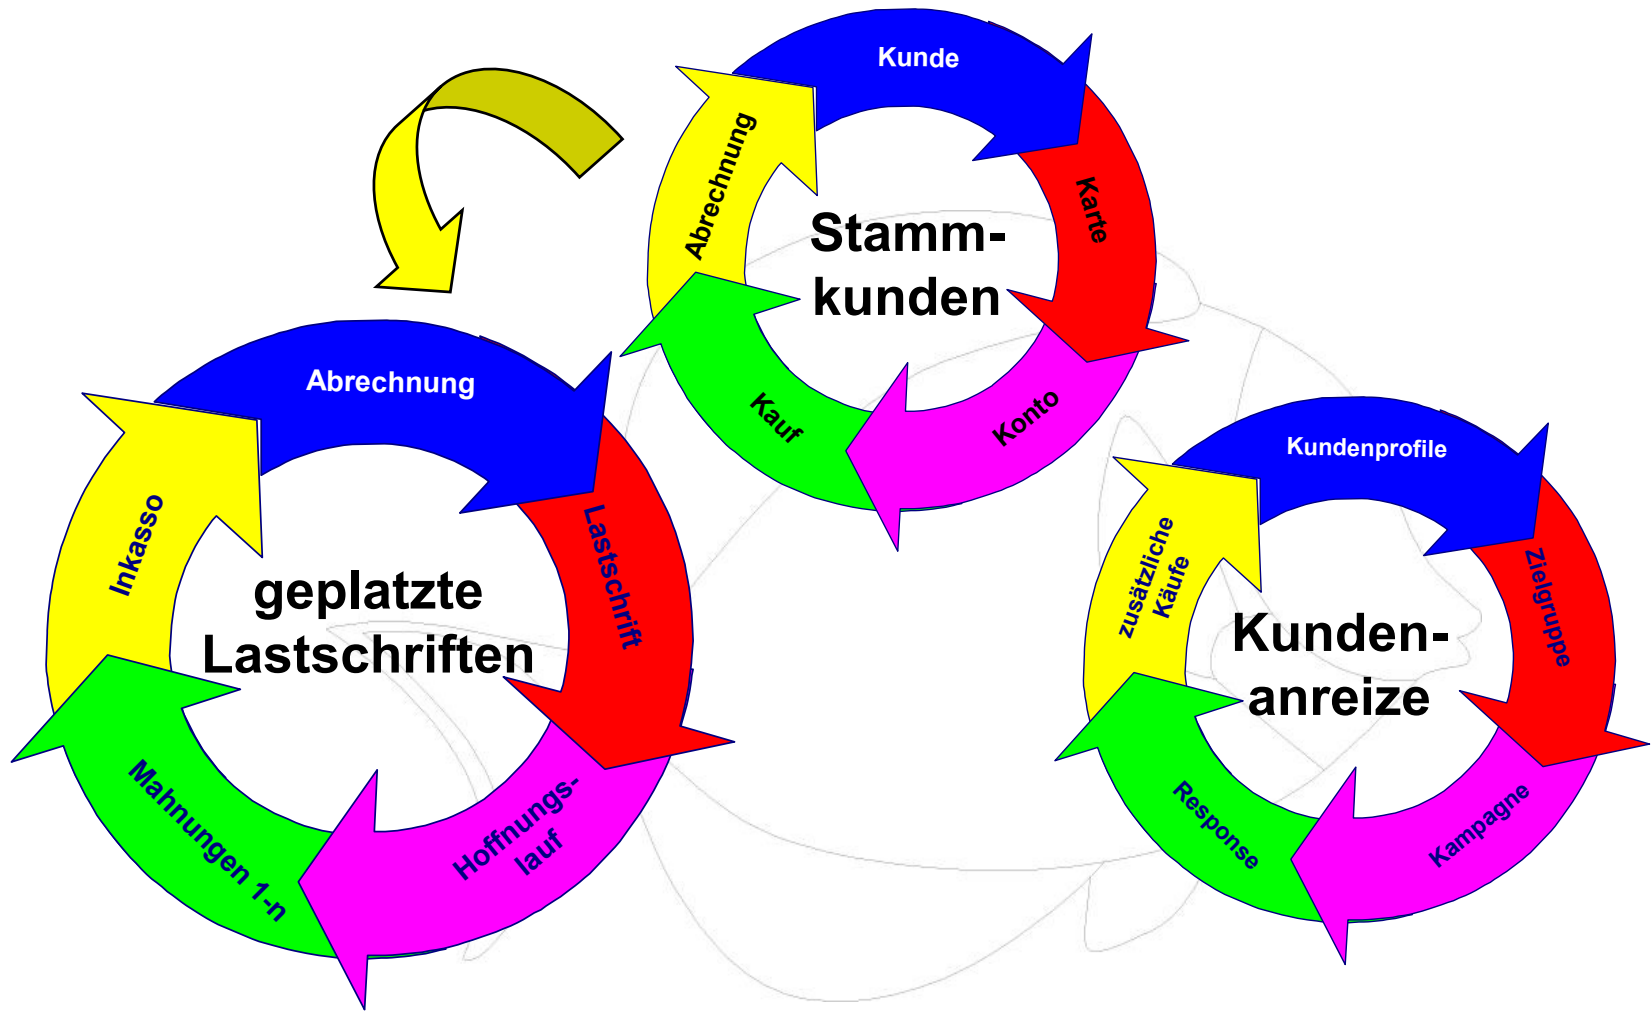 Kunde
Karte
Konto
Kauf
Abrechnung
Stamm-
kunden
Abrechnung
Lastschrift
Hoffnungs-
lauf
Mahnungen 1-n
Inkasso
geplatzte
Lastschriften
Kundenprofile
Zielgruppe
Kampagne
Response
zusätzliche
Käufe
Kunden-
anreize